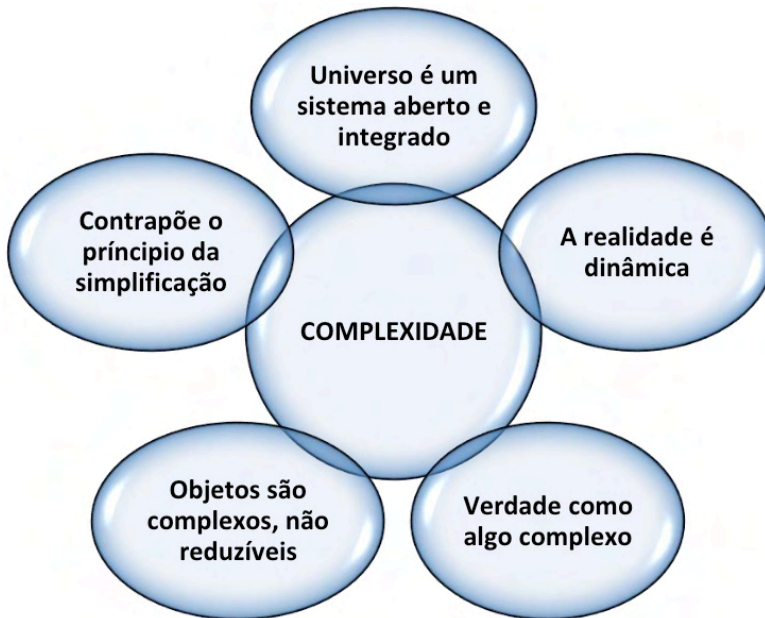 Universo é um
sistema aberto e
integrado
Contrapõe o
príncipio da
simplificação
A realidade é
dinâmica
COMPLEXIDADE
Objetos são
complexos, não
reduzíveis
Verdade como
algo complexo